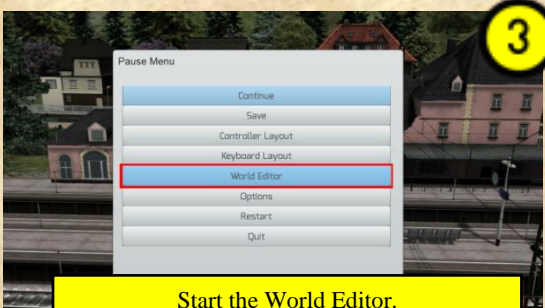 3
Pause Menu
Continue
Save
Controller Layout
Keyboard Layout
World Editor
Options
Restart
Quit
Start the World Editor.